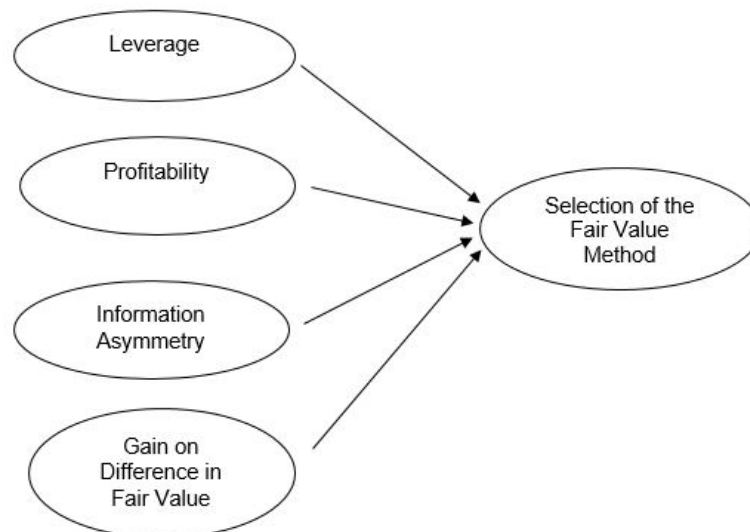 Leverage
Profitability
Selection of the
Fair Value
Method
Information
Asymmetry
Gain on
Difference in
Fair Value